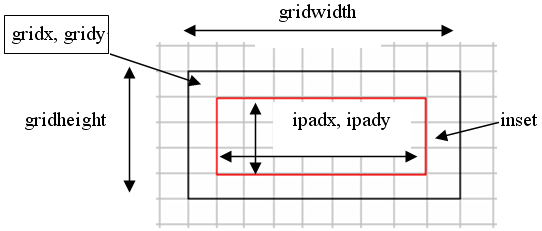 gridwidth
gridx, gridy
gridheight
ipadx, ipady
inset